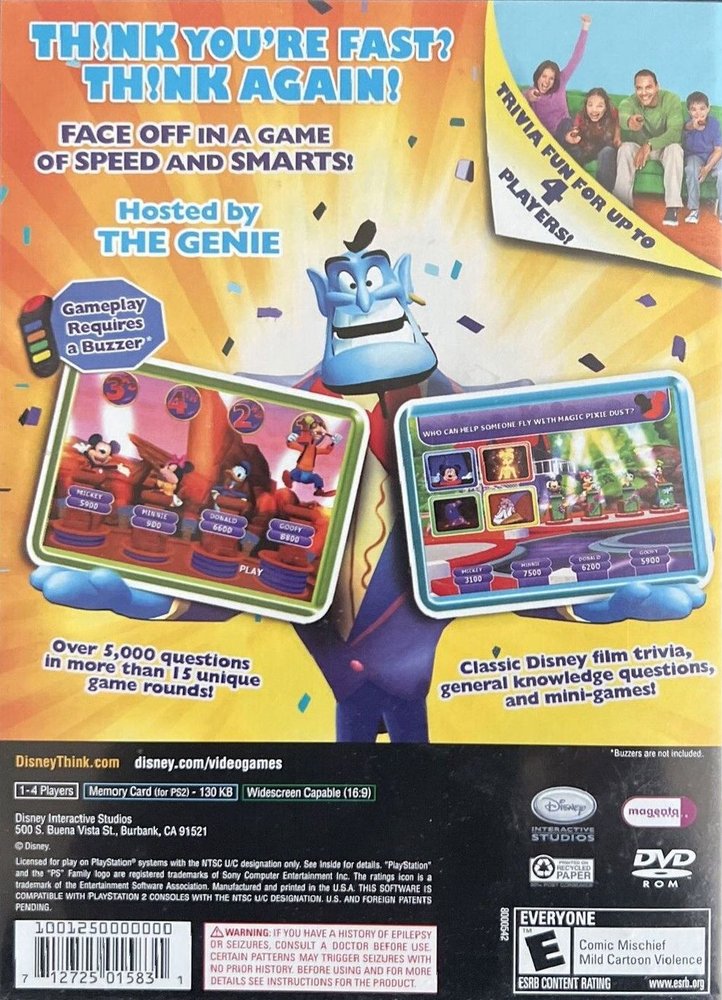 TH!NK YOU'RE FAST?
TH!NK AGAIN!
FACE OFF IN A GAME
OF SPEED AND SMARTS!
Hosted by
THE GENIE
TRIVIA FUN FOR UP TO
4
PLAYERS!
Gameplay
Requires
a Buzzer*
3rd
4th
2nd
MICKEY
5900
MINNIE
900
DONALD
6600
GOOFY
8800
PLAY
WHO CAN HELP SOMEONE FLY WITH MAGIC PIXIE DUST?
MICKEY
3100
MINNIE
7500
DONALD
6200
GOOFY
5900
Over 5,000 questions
in more than 15 unique
game rounds!
Classic Disney film trivia,
general knowledge questions,
and mini-games!
*Buzzers are not included.
DisneyThink.com disney.com/videogames
1-4 Players Memory Card (for PS2) - 130 KB Widescreen Capable (16:9)
Disney Interactive Studios
500 S. Buena Vista St., Burbank, CA 91521
© Disney.
Licensed for play on PlayStation® systems with the NTSC U/C designation only. See inside for details. "PlayStation"
and the "PS" Family logo are registered trademarks of Sony Computer Entertainment Inc. The ratings icon is a
trademark of the Entertainment Software Association. Manufactured and printed in the U.S.A. THIS SOFTWARE IS
COMPATIBLE WITH PLAYSTATION 2 CONSOLES WITH THE NTSC U/C DESIGNATION. U.S. AND FOREIGN PATENTS
PENDING.
Disney
INTERACTIVE
STUDIOS
magenta
PRINTED ON
RECYCLED
PAPER
DVD
ROM
1001250000000
7 12725 01583 1
WARNING: IF YOU HAVE A HISTORY OF EPILEPSY
OR SEIZURES, CONSULT A DOCTOR BEFORE USE.
CERTAIN PATTERNS MAY TRIGGER SEIZURES WITH
NO PRIOR HISTORY. BEFORE USING AND FOR MORE
DETAILS SEE INSTRUCTIONS FOR THE PRODUCT.
8000542
EVERYONE
E
Comic Mischief
Mild Cartoon Violence
ESRB CONTENT RATING www.esrb.org